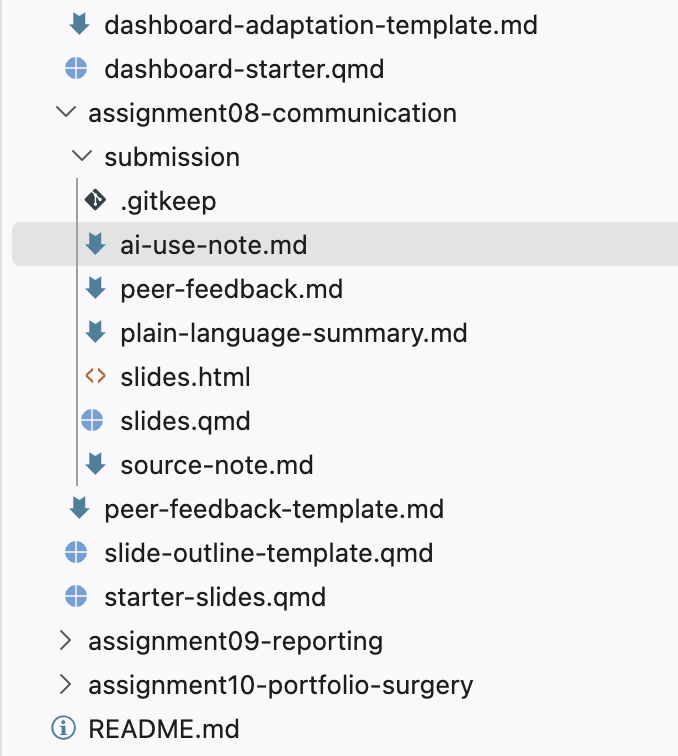 dashboard-adaptation-template.md
dashboard-starter.qmd
assignment08-communication
submission
.gitkeep
ai-use-note.md
peer-feedback.md
plain-language-summary.md
slides.html
slides.qmd
source-note.md
peer-feedback-template.md
slide-outline-template.qmd
starter-slides.qmd
assignment09-reporting
assignment10-portfolio-surgery
README.md